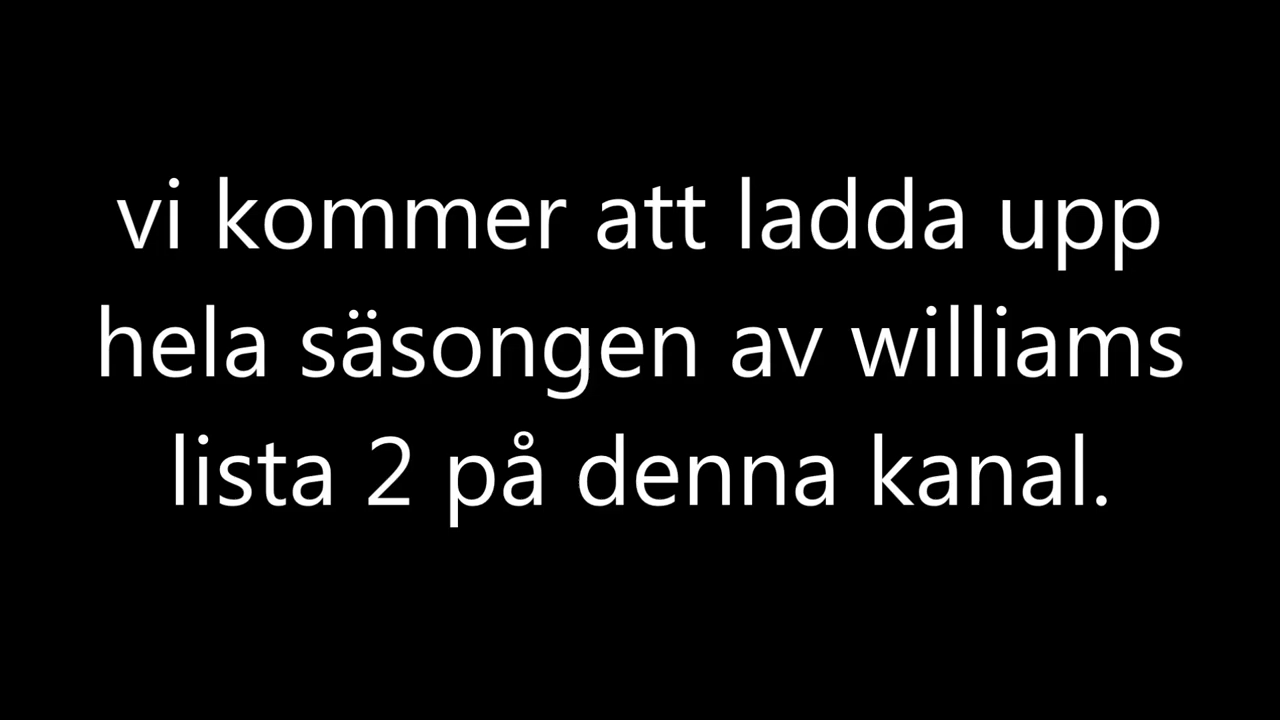 vi kommer att ladda upp
hela säsongen av williams
lista 2 på denna kanal.